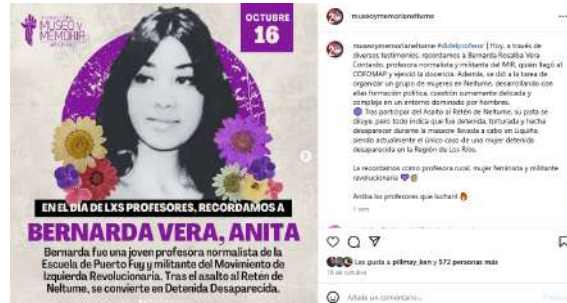 MUSEO Y
MEMORIA
NELTUME
OCTUBRE
16
EN EL DÍA DE LXS PROFESORES, RECORDAMOS A
BERNARDA VERA, ANITA
Bernarda fue una joven profesora normalista de la
Escuela de Puerto Fuy y militante del Movimiento de
Izquierda Revolucionaria. Tras el asalto al Retén de
Neltume, se convierte en Detenida Desaparecida.
museoymemorianeltume
museoymemorianeltume #díadelprofesor | Hoy, a través de
diversos testimonios, recordamos a Bernarda Rosalba Vera
Contardo, profesora normalista y militante del MIR, quien llegó al
COFOMAP y ejerció la docencia. Además, se dió a la tarea de
organizar un grupo de mujeres en Neltume, desarrollando con
ellas formación política, cuestión sumamente delicada y
compleja en un entorno dominado por hombres.
Tras participar del Asalto al Retén de Neltume, su pista se
diluye, pero todo indica que fue detenida, torturada y hecha
desaparecer durante la masacre llevada a cabo en Liquiñe,
siendo actualmente el único caso de una mujer detenida
desaparecida en la Región de Los Ríos.
La recordamos como profesora rural, mujer feminista y militante
revolucionaria
Arriba lxs profesores que luchan!
1 sem
Les gusta a pillmay_ken y 572 personas más
16 de octubre
Añade un comentario...